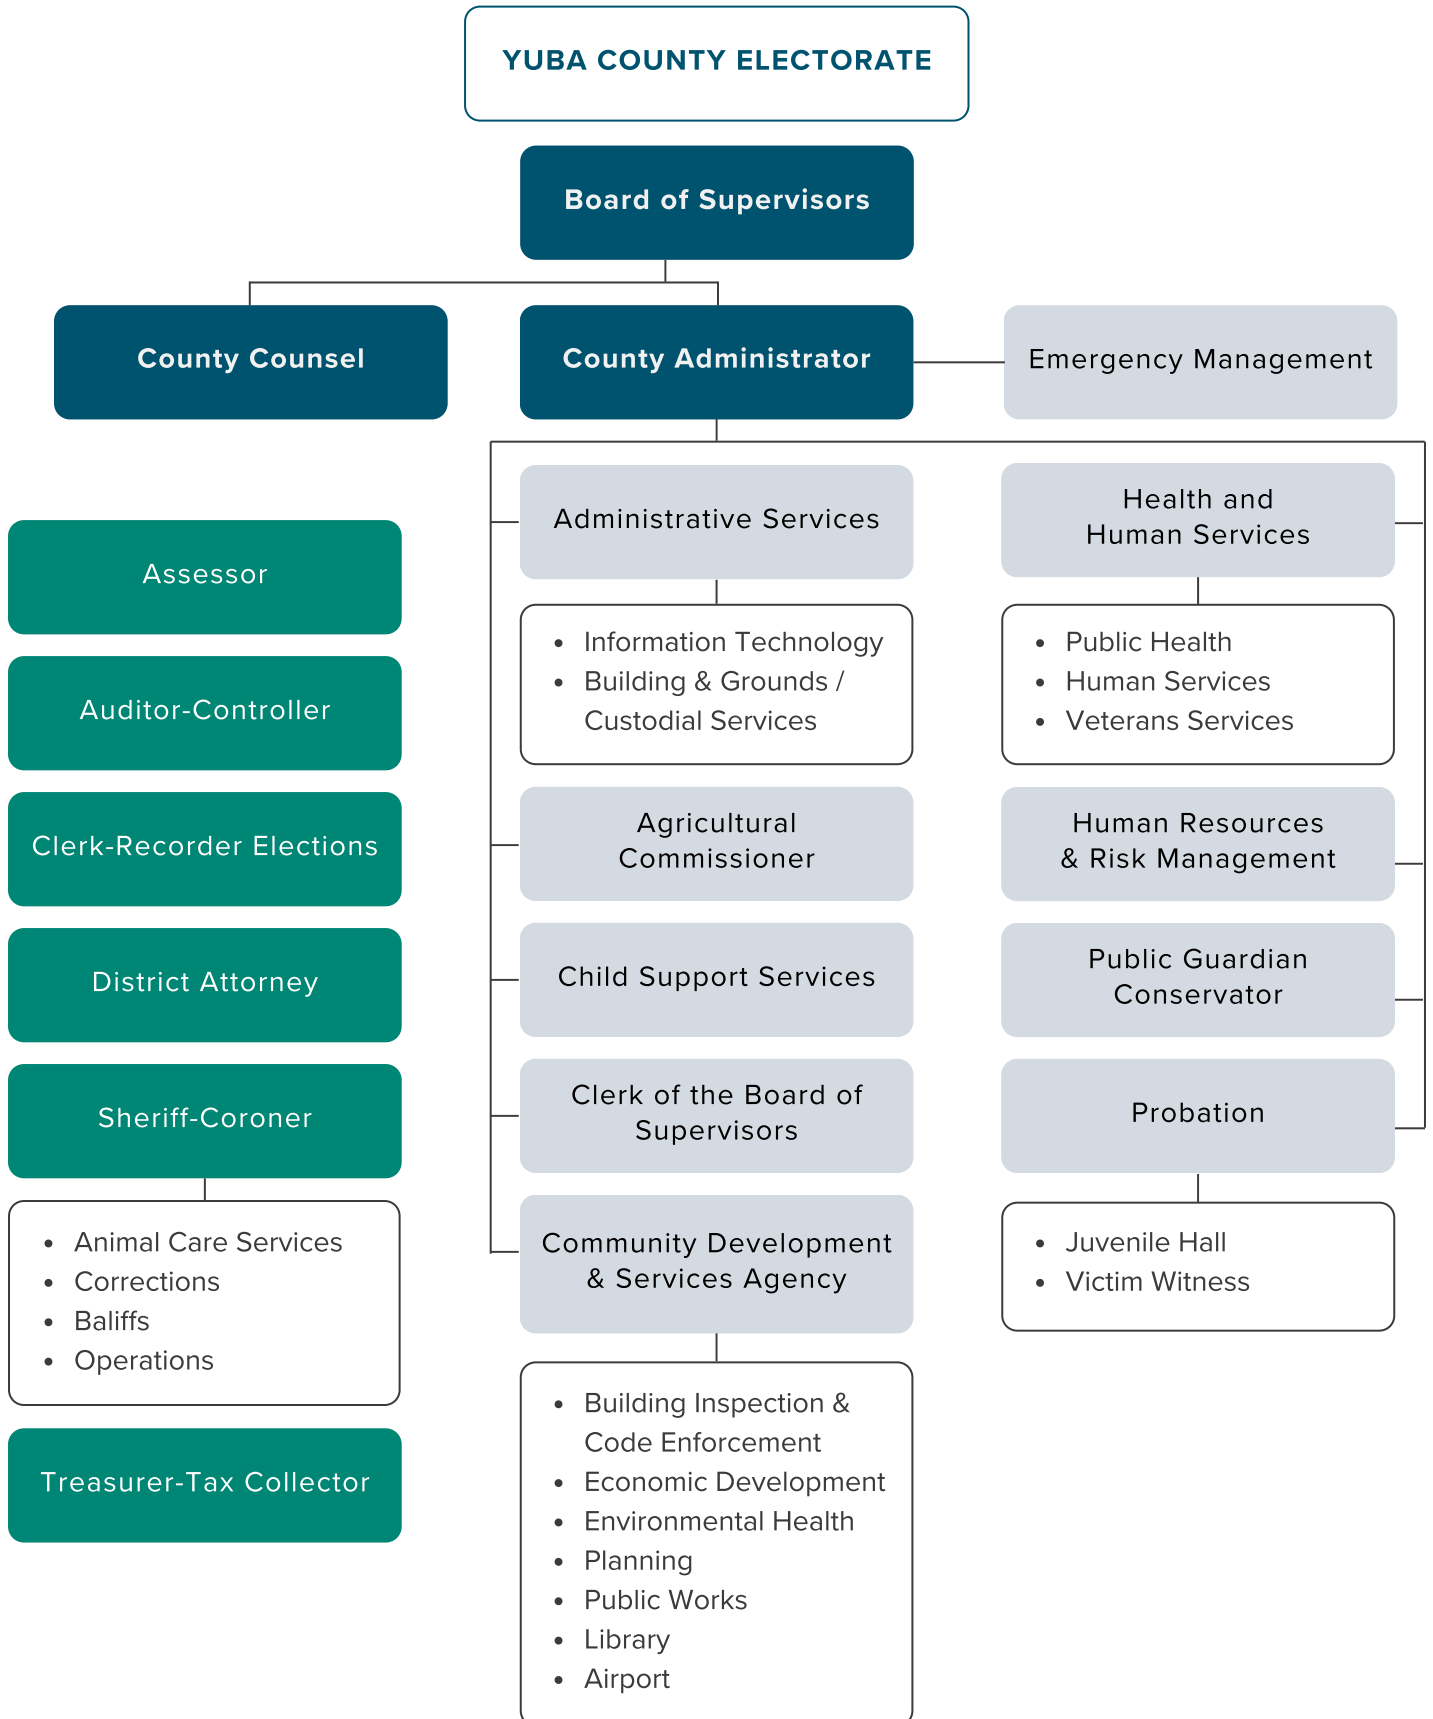 YUBA COUNTY ELECTORATE
Board of Supervisors
County Counsel
County Administrator
Emergency Management
Assessor
Auditor-Controller
Clerk-Recorder Elections
District Attorney
Sheriff-Coroner
• Animal Care Services
• Corrections
• Baliffs
• Operations
Treasurer-Tax Collector
Administrative Services
• Information Technology
• Building & Grounds /
Custodial Services
Agricultural
Commissioner
Child Support Services
Clerk of the Board of
Supervisors
Community Development
& Services Agency
• Building Inspection &
Code Enforcement
• Economic Development
• Environmental Health
• Planning
• Public Works
• Library
• Airport
Health and
Human Services
• Public Health
• Human Services
• Veterans Services
Human Resources
& Risk Management
Public Guardian
Conservator
Probation
• Juvenile Hall
• Victim Witness